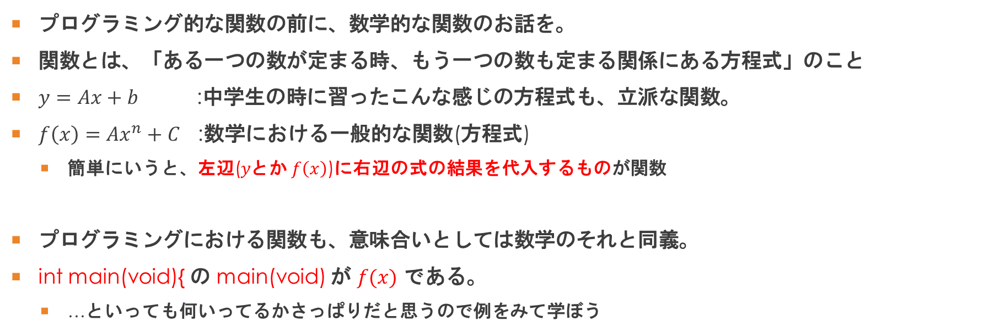 プログラミング的な関数の前に、数学的な関数のお話を。
関数とは、「ある一つの数が定まる時、もう一つの数も定まる関係にある方程式」のこと
y = Ax + b :中学生の時に習ったこんな感じの方程式も、立派な関数。
f(x) = Axⁿ + C :数学における一般的な関数(方程式)
簡単にいうと、左辺(yとか f(x))に右辺の式の結果を代入するものが関数
プログラミングにおける関数も、意味合いとしては数学のそれと同義。
int main(void){ の main(void) が f(x) である。
…といっても何いってるかさっぱりだと思うので例をみて学ぼう